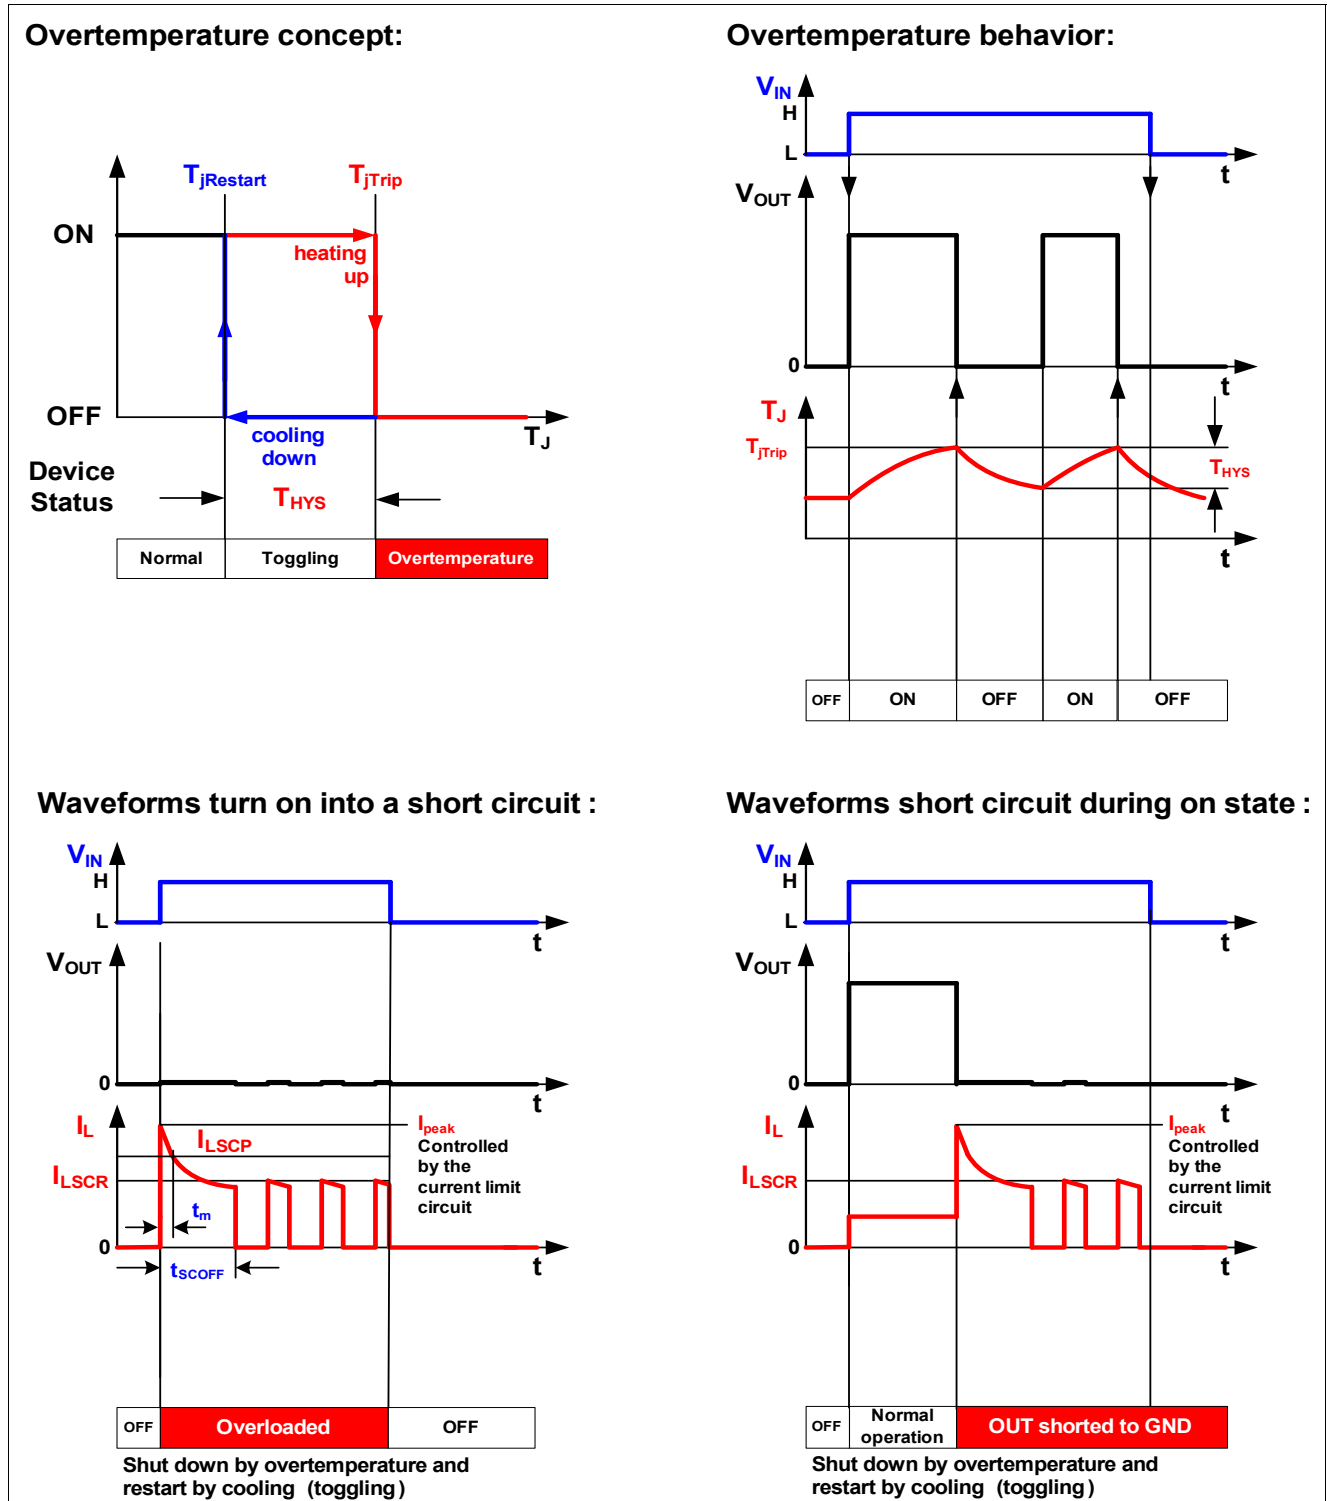 Overtemperature concept:
TjRestart
TjTrip
ON
heating
up
OFF
cooling
down
TJ
Device
Status
THYS
Normal
Toggling
Overtemperature
Overtemperature behavior:
VIN
H
L
t
VOUT
0
t
TJ
TjTrip
THYS
t
OFF
ON
OFF
ON
OFF
Waveforms turn on into a short circuit :
VIN
H
L
t
VOUT
0
t
IL
Ipeak
ILSCP
Controlled
by the
current limit
circuit
ILSCR
tm
0
t
tSCOFF
OFF
Overloaded
OFF
Shut down by overtemperature and
restart by cooling (toggling)
Waveforms short circuit during on state :
VIN
H
L
t
VOUT
0
t
IL
Ipeak
Controlled
by the
current limit
circuit
ILSCR
0
t
OFF
Normal
operation
OUT shorted to GND
Shut down by overtemperature and
restart by cooling (toggling)